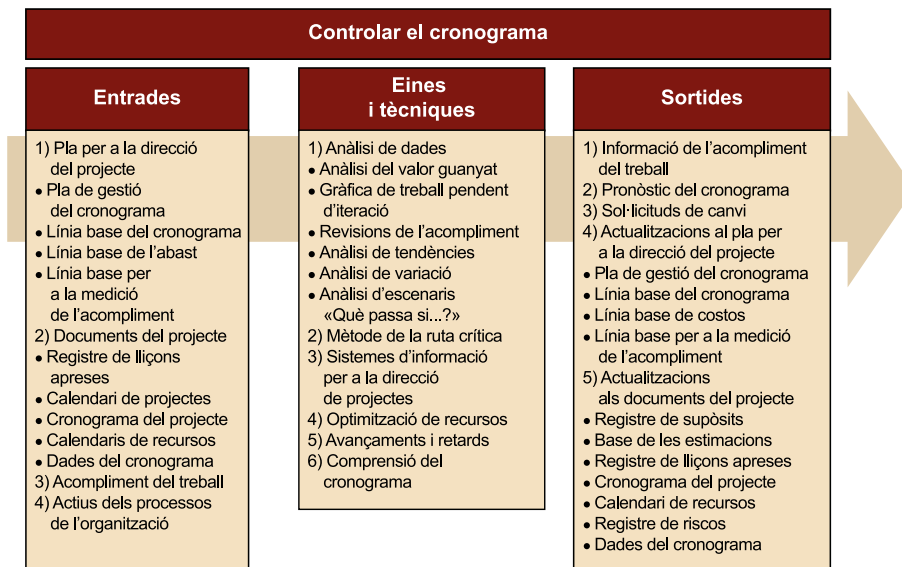 Controlar el cronograma
Entrades
1) Pla per a la direcció
del projecte
• Pla de gestió
del cronograma
• Línia base del cronograma
• Línia base de l’abast
• Línia base per
a la medició
de l’acompliment
2) Documents del projecte
• Registre de lliçons
apreses
• Calendari de projectes
• Cronograma del projecte
• Calendaris de recursos
• Dades del cronograma
3) Acompliment del treball
4) Actius dels processos
de l’organització
Eines
i tècniques
1) Anàlisi de dades
• Anàlisi del valor guanyat
• Gràfica de treball pendent
d’iteració
• Revisions de l’acompliment
• Anàlisi de tendències
• Anàlisi de variació
• Anàlisi d’escenaris
«Què passa si...?»
2) Mètode de la ruta crítica
3) Sistemes d’informació
per a la direcció
de projectes
4) Optimització de recursos
5) Avançaments i retards
6) Comprensió del
cronograma
Sortides
1) Informació de l’acompliment
del treball
2) Pronòstic del cronograma
3) Sol·licituds de canvi
4) Actualitzacions al pla per
a la direcció del projecte
• Pla de gestió del cronograma
• Línia base del cronograma
• Línia base de costos
• Línia base per a la medició
de l’acompliment
5) Actualitzacions
als documents del projecte
• Registre de supòsits
• Base de les estimacions
• Registre de lliçons apreses
• Cronograma del projecte
• Calendari de recursos
• Registre de riscos
• Dades del cronograma